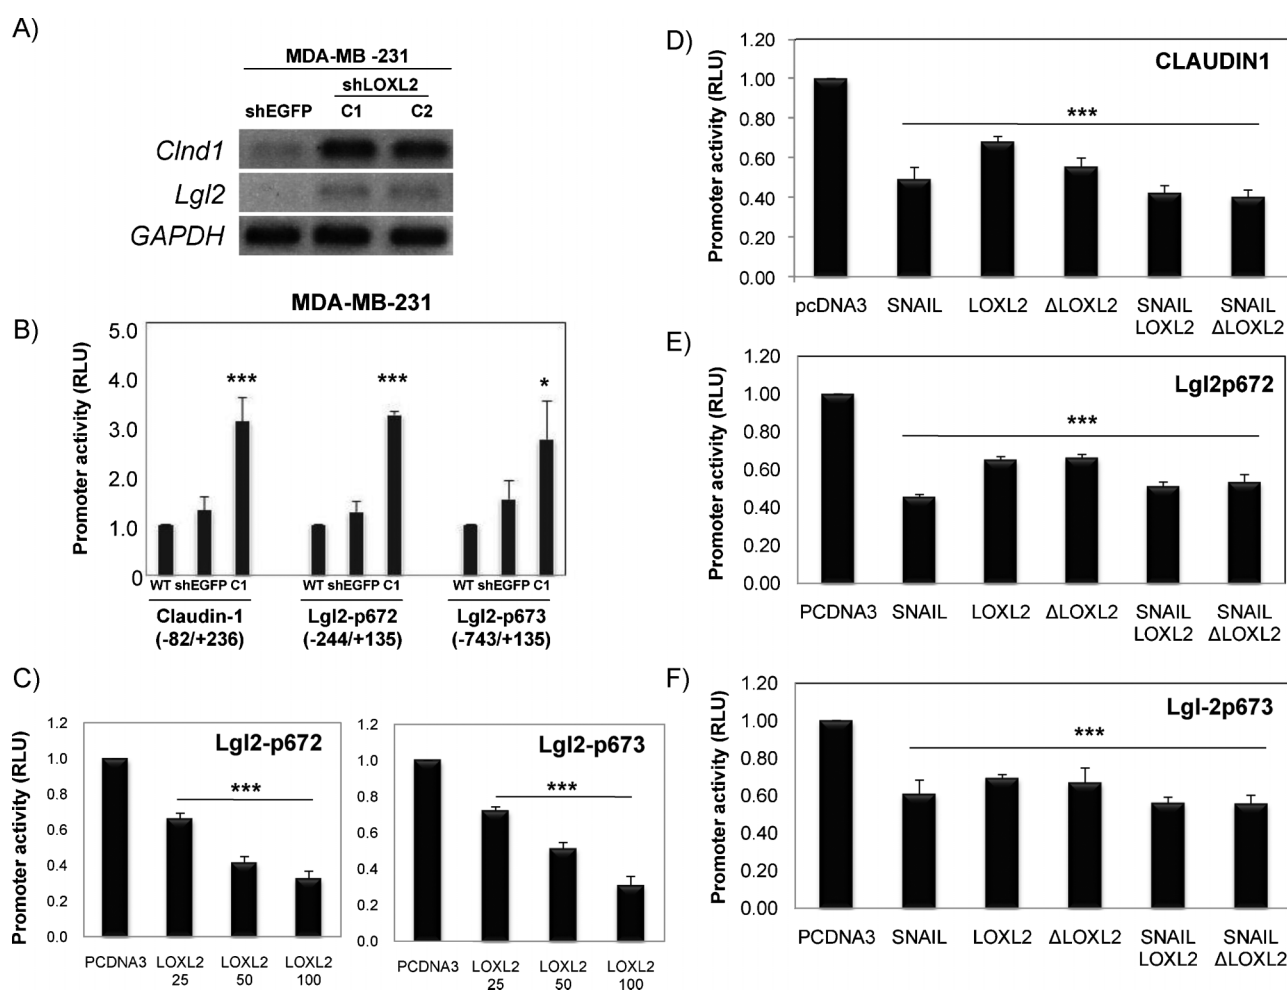 A)
MDA-MB -231
shLOXL2
shEGFP C1 C2
Clnd1
Lgl2
GAPDH
MDA-MB-231
B)
Promoter activity (RLU)
5.0
4.0
3.0
2.0
1.0
0
*** *** *
WT shEGFP C1 WT shEGFP C1 WT shEGFP C1
Claudin-1 Lgl2-p672 Lgl2-p673
(-82/+236) (-244/+135) (-743/+135)
C)
Promoter activity (RLU)
1.2
1.0
0.8
0.6
0.4
0.2
0.0
Lgl2-p672
***
PCDNA3 LOXL2 LOXL2 LOXL2
25 50 100
1.2
1.0
0.8
0.6
0.4
0.2
0.0
Lgl2-p673
***
PCDNA3 LOXL2 LOXL2 LOXL2
25 50 100
D)
Promoter activity (RLU)
1.20
1.00
0.80
0.60
0.40
0.20
0.00
CLAUDIN1
***
pcDNA3 SNAIL LOXL2 ΔLOXL2 SNAIL SNAIL
LOXL2 ΔLOXL2
E)
Promoter activity (RLU)
1.20
1.00
0.80
0.60
0.40
0.20
0.00
Lgl2p672
***
PCDNA3 SNAIL LOXL2 ΔLOXL2 SNAIL SNAIL
LOXL2 ΔLOXL2
F)
Promoter activity (RLU)
1.20
1.00
0.80
0.60
0.40
0.20
0.00
Lgl-2p673
***
PCDNA3 SNAIL LOXL2 ΔLOXL2 SNAIL SNAIL
LOXL2 ΔLOXL2